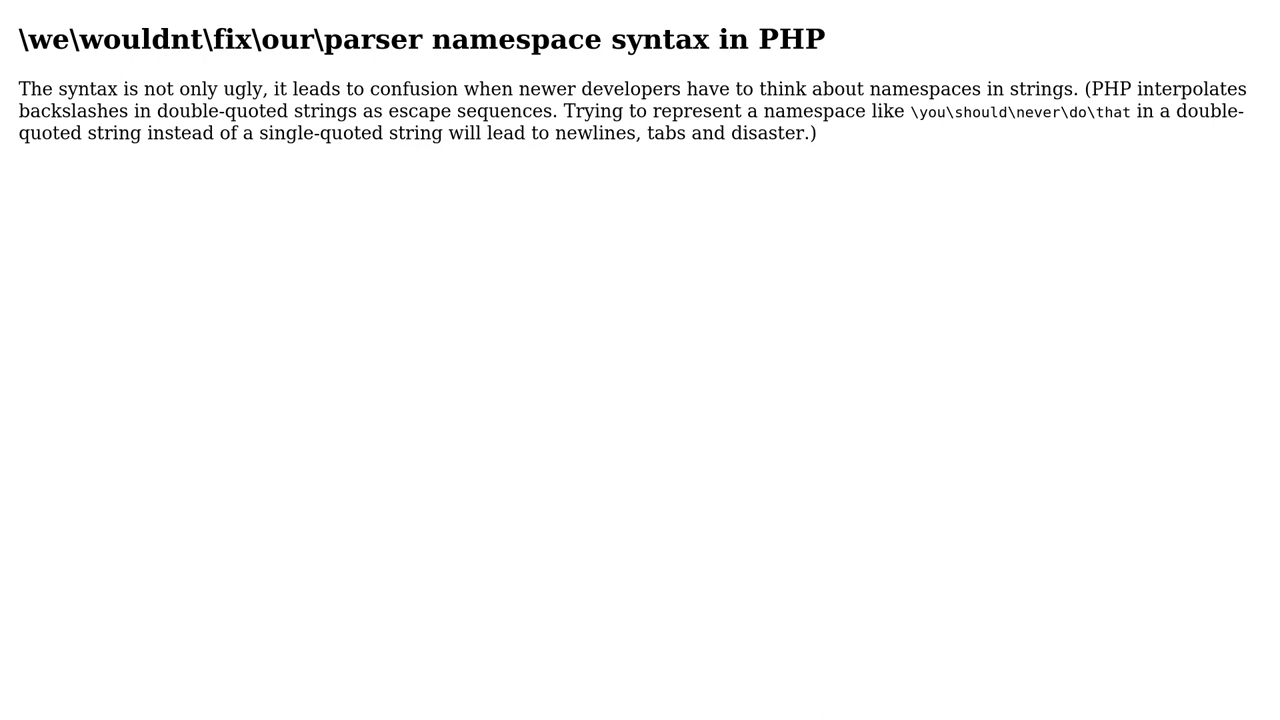 \we\wouldnt\fix\our\parser namespace syntax in PHP
The syntax is not only ugly, it leads to confusion when newer developers have to think about namespaces in strings. (PHP interpolates
backslashes in double-quoted strings as escape sequences. Trying to represent a namespace like \you\should\never\do\that in a double-
quoted string instead of a single-quoted string will lead to newlines, tabs and disaster.)